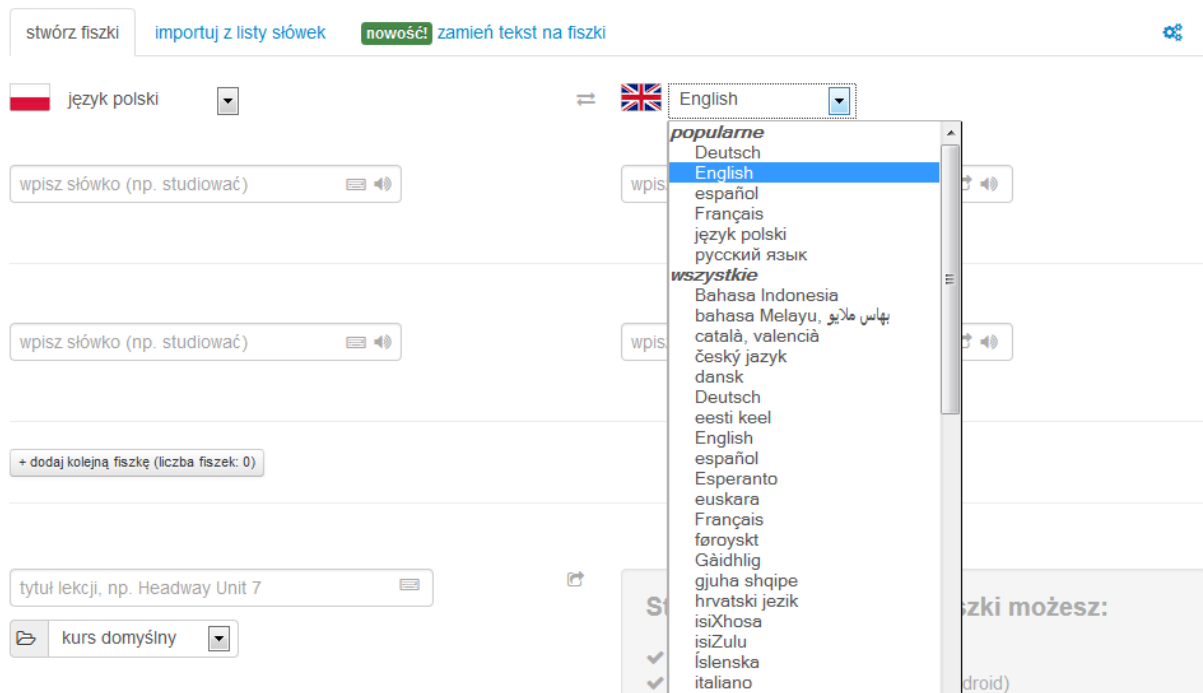 stwórz fiszki importuj z listy słówek nowość! zamień tekst na fiszki
język polski English
popularne
Deutsch
English
español
Français
język polski
русский язык
wszystkie
Bahasa Indonesia
bahasa Melayu, بهاس ملايو
català, valencià
český jazyk
dansk
Deutsch
eesti keel
English
español
Esperanto
euskara
Français
føroyskt
Gàidhlig
gjuha shqipe
hrvatski jezik
isiXhosa
isiZulu
Íslenska
italiano
wpisz słówko (np. studiować)
wpisz słówko (np. studiować)
+ dodaj kolejną fiszkę (liczba fiszek: 0)
tytuł lekcji, np. Headway Unit 7
kurs domyślny
możesz: